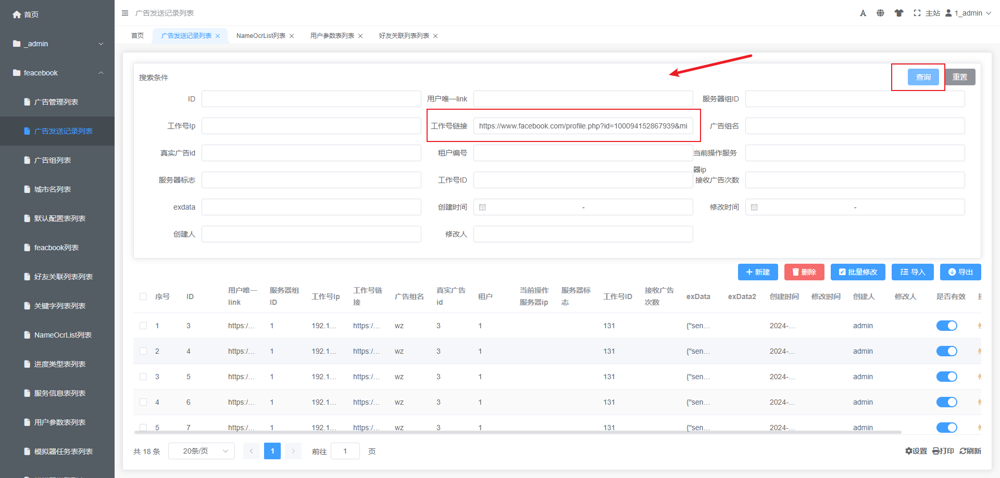 首页
_admin
feacebook
广告管理列表
广告发送记录列表
广告组列表
城市名列表
默认配置表列表
feacbook列表
好友关联列表列表
关键字列表列表
NameOcrList列表
进度类型表列表
服务信息表列表
用户参数表列表
模拟器任务表列表
广告发送记录列表
主站 1_admin
首页 广告发送记录列表 NameOcrList列表 用户参数表列表 好友关联列表列表
搜索条件 查询 重置
ID 用户唯一link 服务器组ID
工作号Ip 工作号链接 https://www.facebook.com/profile.php?id=100094152867939&mi 广告组名
真实广告id 租户编号 当前操作服务器ip
服务器标志 工作号ID 接收广告次数
exdata 创建时间 - 修改时间 -
创建人 修改人
新建 删除 批量修改 导入 导出
序号 ID 用户唯一link 服务器组ID 工作号Ip 工作号链接 广告组名 真实广告id 租户 当前操作服务器ip 服务器标志 工作号ID 接收广告次数 exData exData2 创建时间 修改时间 创建人 修改人 是否有效
1 3 https:/... 1 192.1... https:/... wz 3 1 131 {"sen... 2024-... admin
2 4 https:/... 1 192.1... https:/... wz 3 1 131 {"sen... 2024-... admin
3 5 https:/... 1 192.1... https:/... wz 3 1 131 {"sen... 2024-... admin
4 6 https:/... 1 192.1... https:/... wz 3 1 131 {"sen... 2024-... admin
5 7 https:/... 1 192.1... https:/... wz 3 1 131 {"sen... 2024-... admin
共 18 条 20条/页 1 前往 1 页 设置 打印 刷新